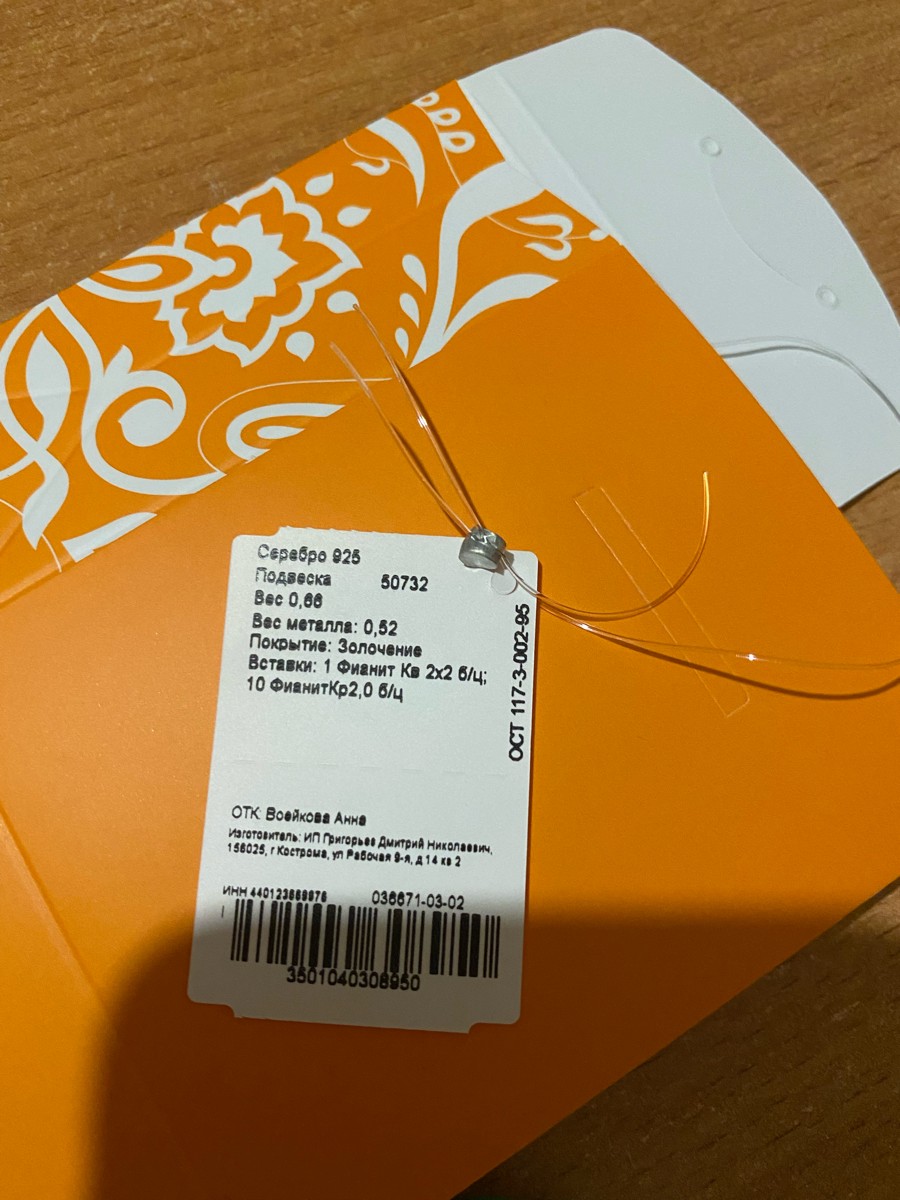 Серебро 925
Подвеска 50732
Вес 0,66
Вес металла: 0,52
Покрытие: Золочение
Вставки: 1 Фианит Кв 2х2 б/ц;
10 ФианитКр2,0 б/ц
ОСТ 117-3-002-95
ОТК: Воейкова Анна
Изготовитель: ИП Григорьев Дмитрий Николаевич,
156025, г Кострома, ул Рабочая 9-я, д 14 кв 2
ИНН
036671-03-02
3501040308950